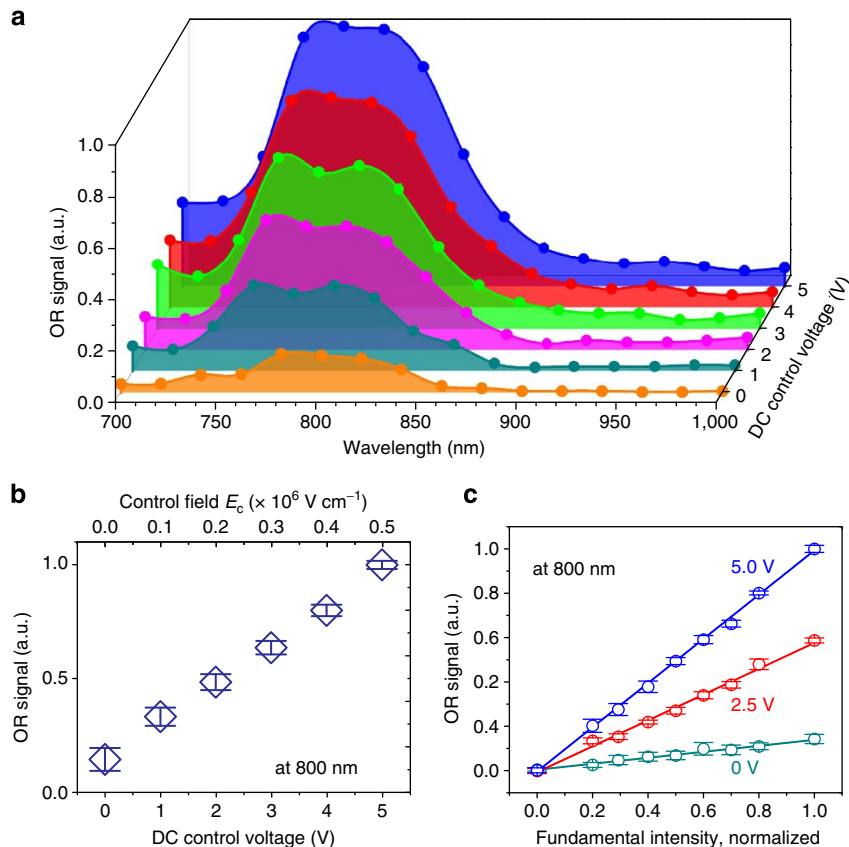 a
1.0
0.8
0.6
0.4
0.2
0.0
OR signal (a.u.)
700 750 800 850 900 950 1,000
Wavelength (nm)
0 1 2 3 4 5
DC control voltage (V)
b
Control field Ec (× 10⁶ V cm⁻¹)
0.0 0.1 0.2 0.3 0.4 0.5
1.0
0.5
0.0
OR signal (a.u.)
at 800 nm
0 1 2 3 4 5
DC control voltage (V)
c
1.0
0.8
0.6
0.2
0.4
0.0
OR signal (a.u.)
at 800 nm
5.0 V
2.5 V
0 V
0.0 0.2 0.4 0.6 0.8 1.0
Fundamental intensity, normalized